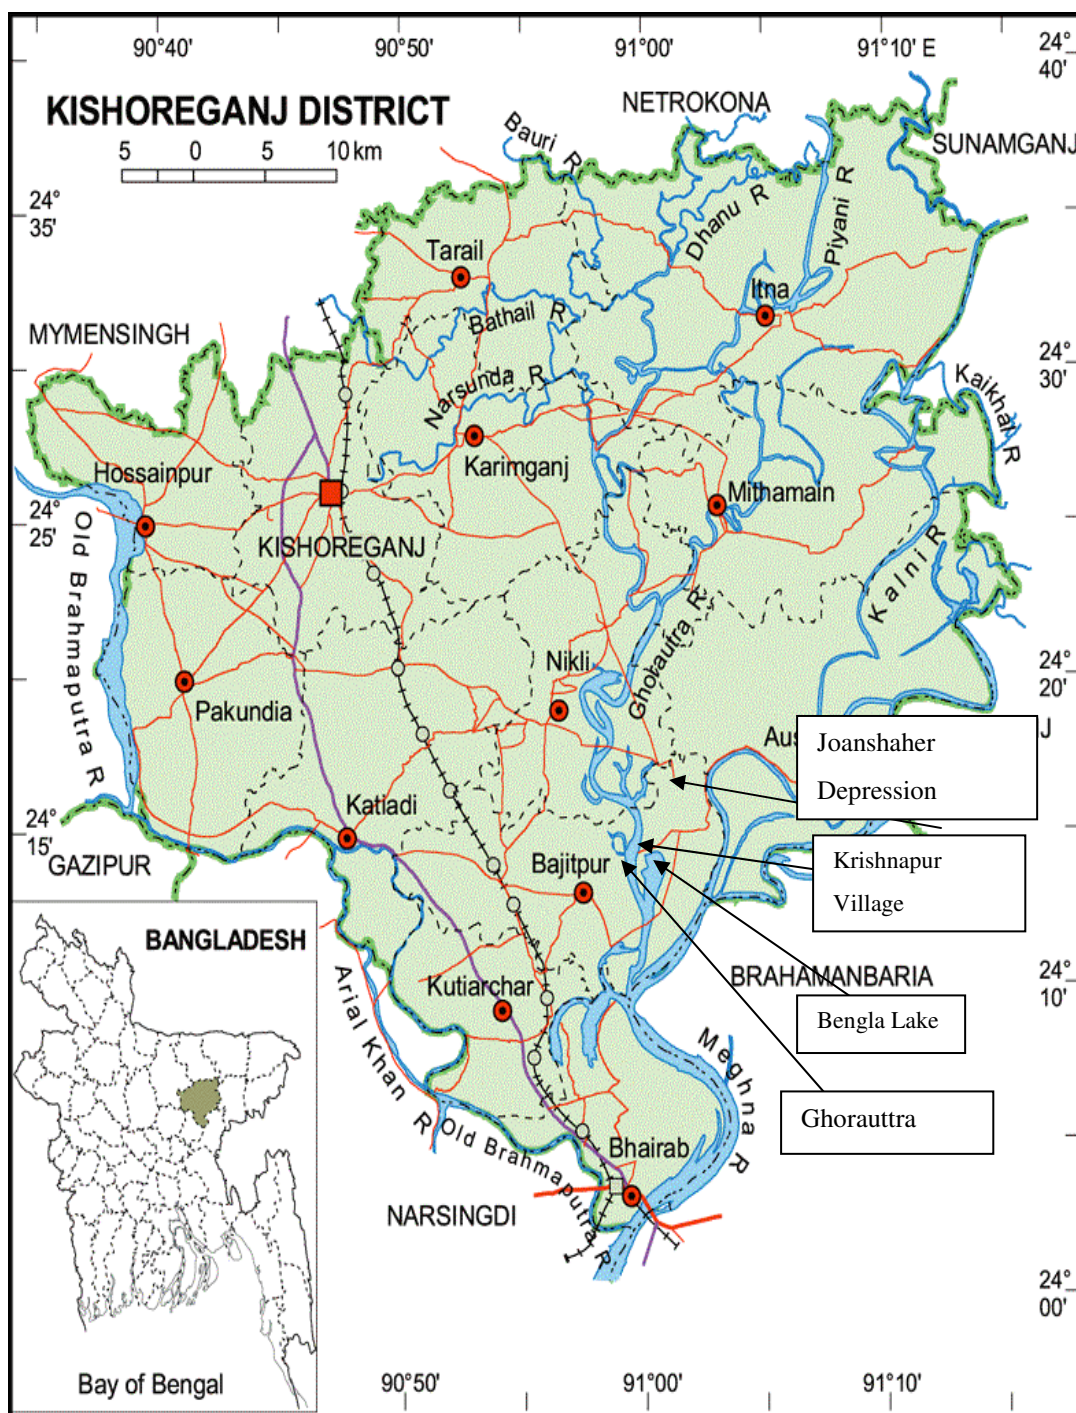 90°40'
90°50'
91°00'
91°10' E
24°
40'
KISHOREGANJ DISTRICT
5 0 5 10 km
NETROKONA
SUNAMGANJ
Bauri R
Dhanu R
Piyani R
24°
35'
Tarail
Itna
Bathail R
MYMENSINGH
24°
30'
Narsunda R
Kaikhal R
Karimganj
Hossainpur
Mithamain
24°
25'
KISHOREGANJ
Old Brahmaputra R
Kalni R
Ghorautra R
Nikli
24°
20'
Pakundia
Aus
J
Joanshaher
Depression
Katiadi
24°
15'
GAZIPUR
Bajitpur
Krishnapur
Village
BANGLADESH
BRAHAMANBARIA
24°
10'
Kutiarchar
Arial Khan R
Bengla Lake
Meghna R
Ghorauttra
Old Brahmaputra R
Bhairab
NARSINGDI
24°
00'
Bay of Bengal
90°50'
91°00'